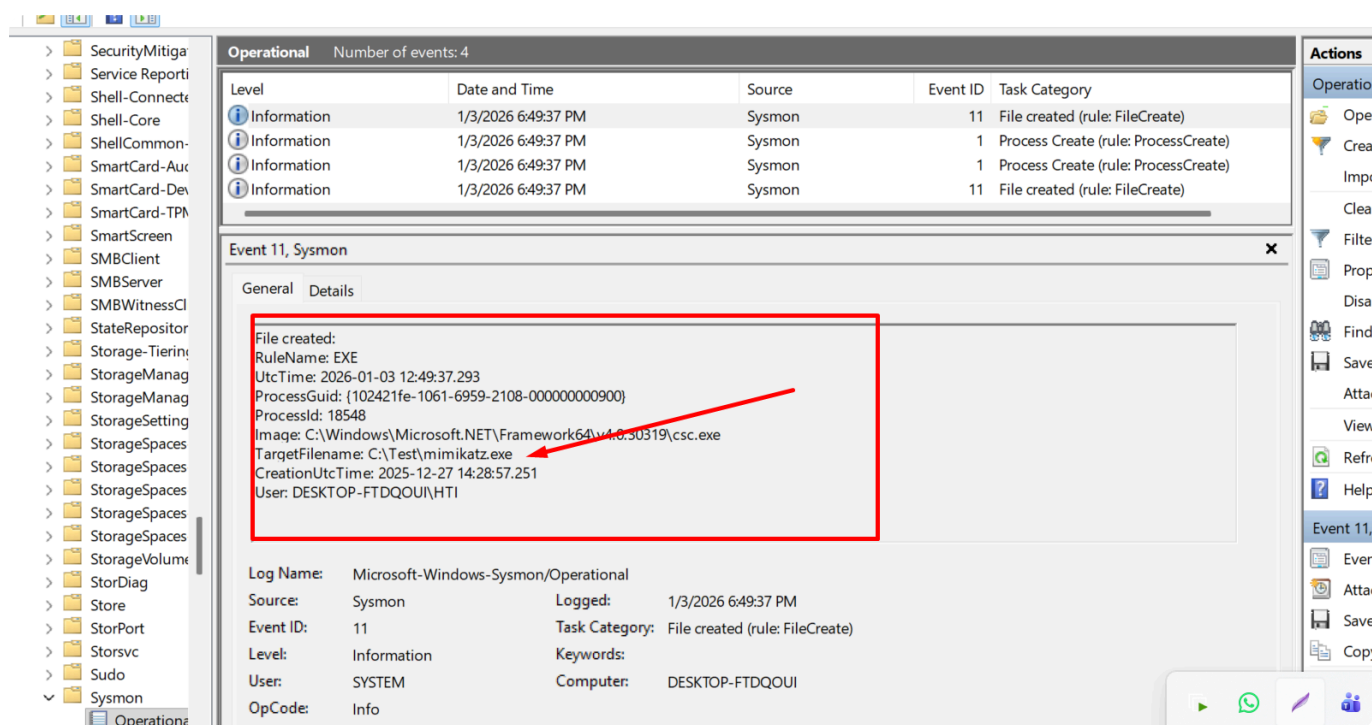 SecurityMitiga
Service Reporti
Shell-Connecte
Shell-Core
ShellCommon-
SmartCard-Aud
SmartCard-Dev
SmartCard-TPM
SmartScreen
SMBClient
SMBServer
SMBWitnessCl
StateRepositor
Storage-Tiering
StorageManag
StorageManag
StorageSetting
StorageSpaces
StorageSpaces
StorageSpaces
StorageSpaces
StorageSpaces
StorageVolume
StorDiag
Store
StorPort
Storsvc
Sudo
Sysmon
Operationa
Operational Number of events: 4
Level Date and Time Source Event ID Task Category
Information 1/3/2026 6:49:37 PM Sysmon 11 File created (rule: FileCreate)
Information 1/3/2026 6:49:37 PM Sysmon 1 Process Create (rule: ProcessCreate)
Information 1/3/2026 6:49:37 PM Sysmon 1 Process Create (rule: ProcessCreate)
Information 1/3/2026 6:49:37 PM Sysmon 11 File created (rule: FileCreate)
Event 11, Sysmon
General Details
File created:
RuleName: EXE
UtcTime: 2026-01-03 12:49:37.293
ProcessGuid: {102421fe-1061-6959-2108-000000000900}
ProcessId: 18548
Image: C:\Windows\Microsoft.NET\Framework64\v4.0.30319\csc.exe
TargetFilename: C:\Test\mimikatz.exe
CreationUtcTime: 2025-12-27 14:28:57.251
User: DESKTOP-FTDQOUI\HTI
Log Name: Microsoft-Windows-Sysmon/Operational
Source: Sysmon Logged: 1/3/2026 6:49:37 PM
Event ID: 11 Task Category: File created (rule: FileCreate)
Level: Information Keywords:
User: SYSTEM Computer: DESKTOP-FTDQOUI
OpCode: Info
Actions
Operatio
Ope
Crea
Impo
Clea
Filte
Prop
Disa
Find
Save
Attac
View
Refr
Help
Event 11,
Even
Attac
Save
Copy